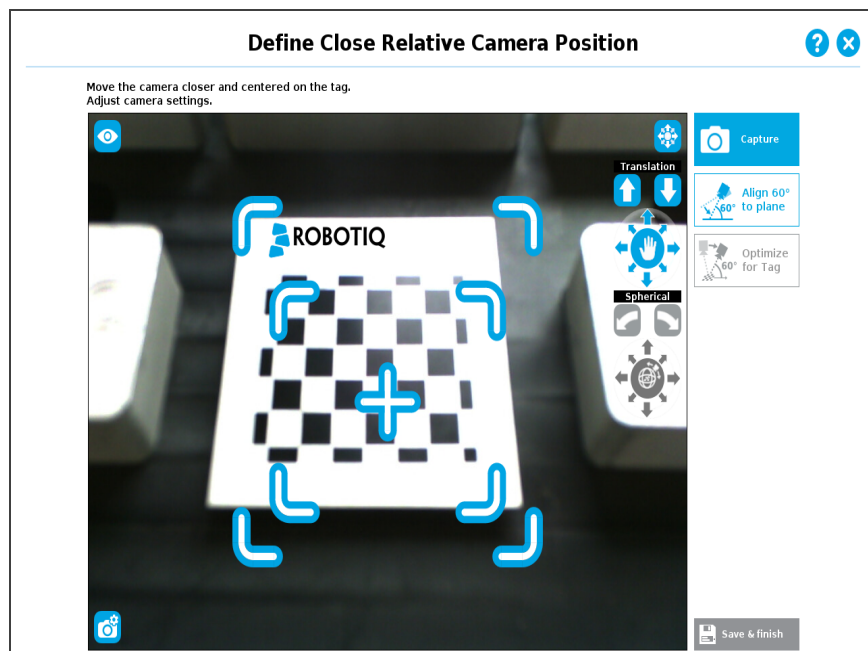 Define Close Relative Camera Position
?
x
Move the camera closer and centered on the tag.
Adjust camera settings.
Capture
Translation
Align 60°
to plane
60°
ROBOTIQ
Optimize
for Tag
60°
Spherical
Save & finish